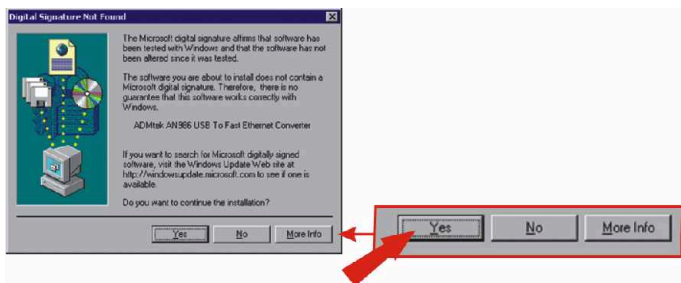 Digital Signature Not Found
The Microsoft digital signature affirms that software has
been tested with Windows and that the software has not
been altered since it was tested.
The software you are about to install does not contain a
Microsoft digital signature. Therefore, there is no
guarantee that this software works correctly with
Windows.
ADMtek AN986 USB To Fast Ethernet Converter
If you want to search for Microsoft digitally signed
software, visit the Windows Update Web site at
http://windowsupdate.microsoft.com to see if one is
available.
Do you want to continue the installation?
Yes No More Info
Yes No More Info